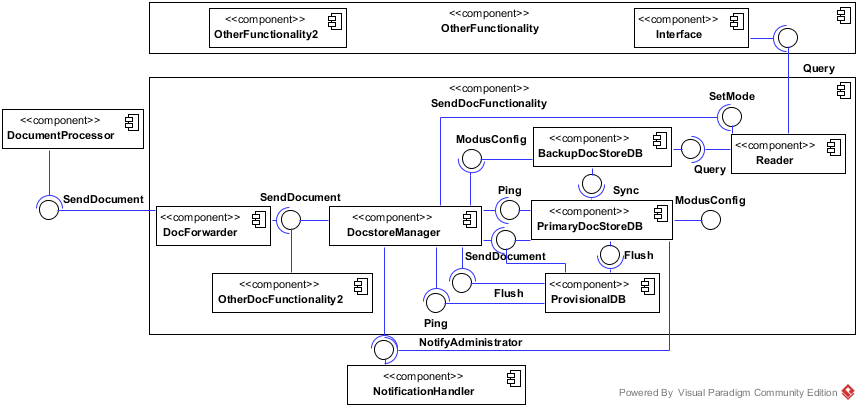 <<component>>
OtherFunctionality2
<<component>>
OtherFunctionality
<<component>>
Interface
Query
<<component>>
SendDocFunctionality
SetMode
<<component>>
DocumentProcessor
ModusConfig
<<component>>
BackupDocStoreDB
<<component>>
Reader
Query
SendDocument
SendDocument
Ping
Sync
ModusConfig
<<component>>
DocForwarder
<<component>>
DocstoreManager
<<component>>
PrimaryDocStoreDB
SendDocument
Flush
<<component>>
OtherDocFunctionality2
Flush
<<component>>
ProvisionalDB
Ping
NotifyAdministrator
<<component>>
NotificationHandler
Powered By Visual Paradigm Community Edition